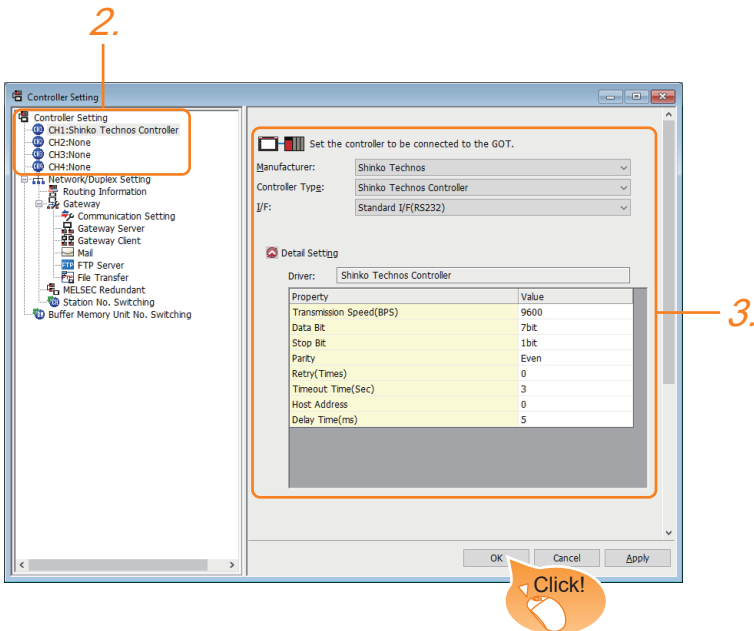 2.
Controller Setting
Controller Setting
CH1:Shinko Technos Controller
CH2:None
CH3:None
CH4:None
Network/Duplex Setting
Routing Information
Gateway
Communication Setting
Gateway Server
Gateway Client
Mail
FTP Server
File Transfer
MELSEC Redundant
Station No. Switching
Buffer Memory Unit No. Switching
Set the controller to be connected to the GOT.
Manufacturer: Shinko Technos
Controller Type: Shinko Technos Controller
I/F: Standard I/F(RS232)
Detail Setting
Driver: Shinko Technos Controller
Property Value
Transmission Speed(BPS) 9600
Data Bit 7bit
Stop Bit 1bit
Parity Even
Retry(Times) 0
Timeout Time(Sec) 3
Host Address 0
Delay Time(ms) 5
3.
OK Cancel Apply
Click!